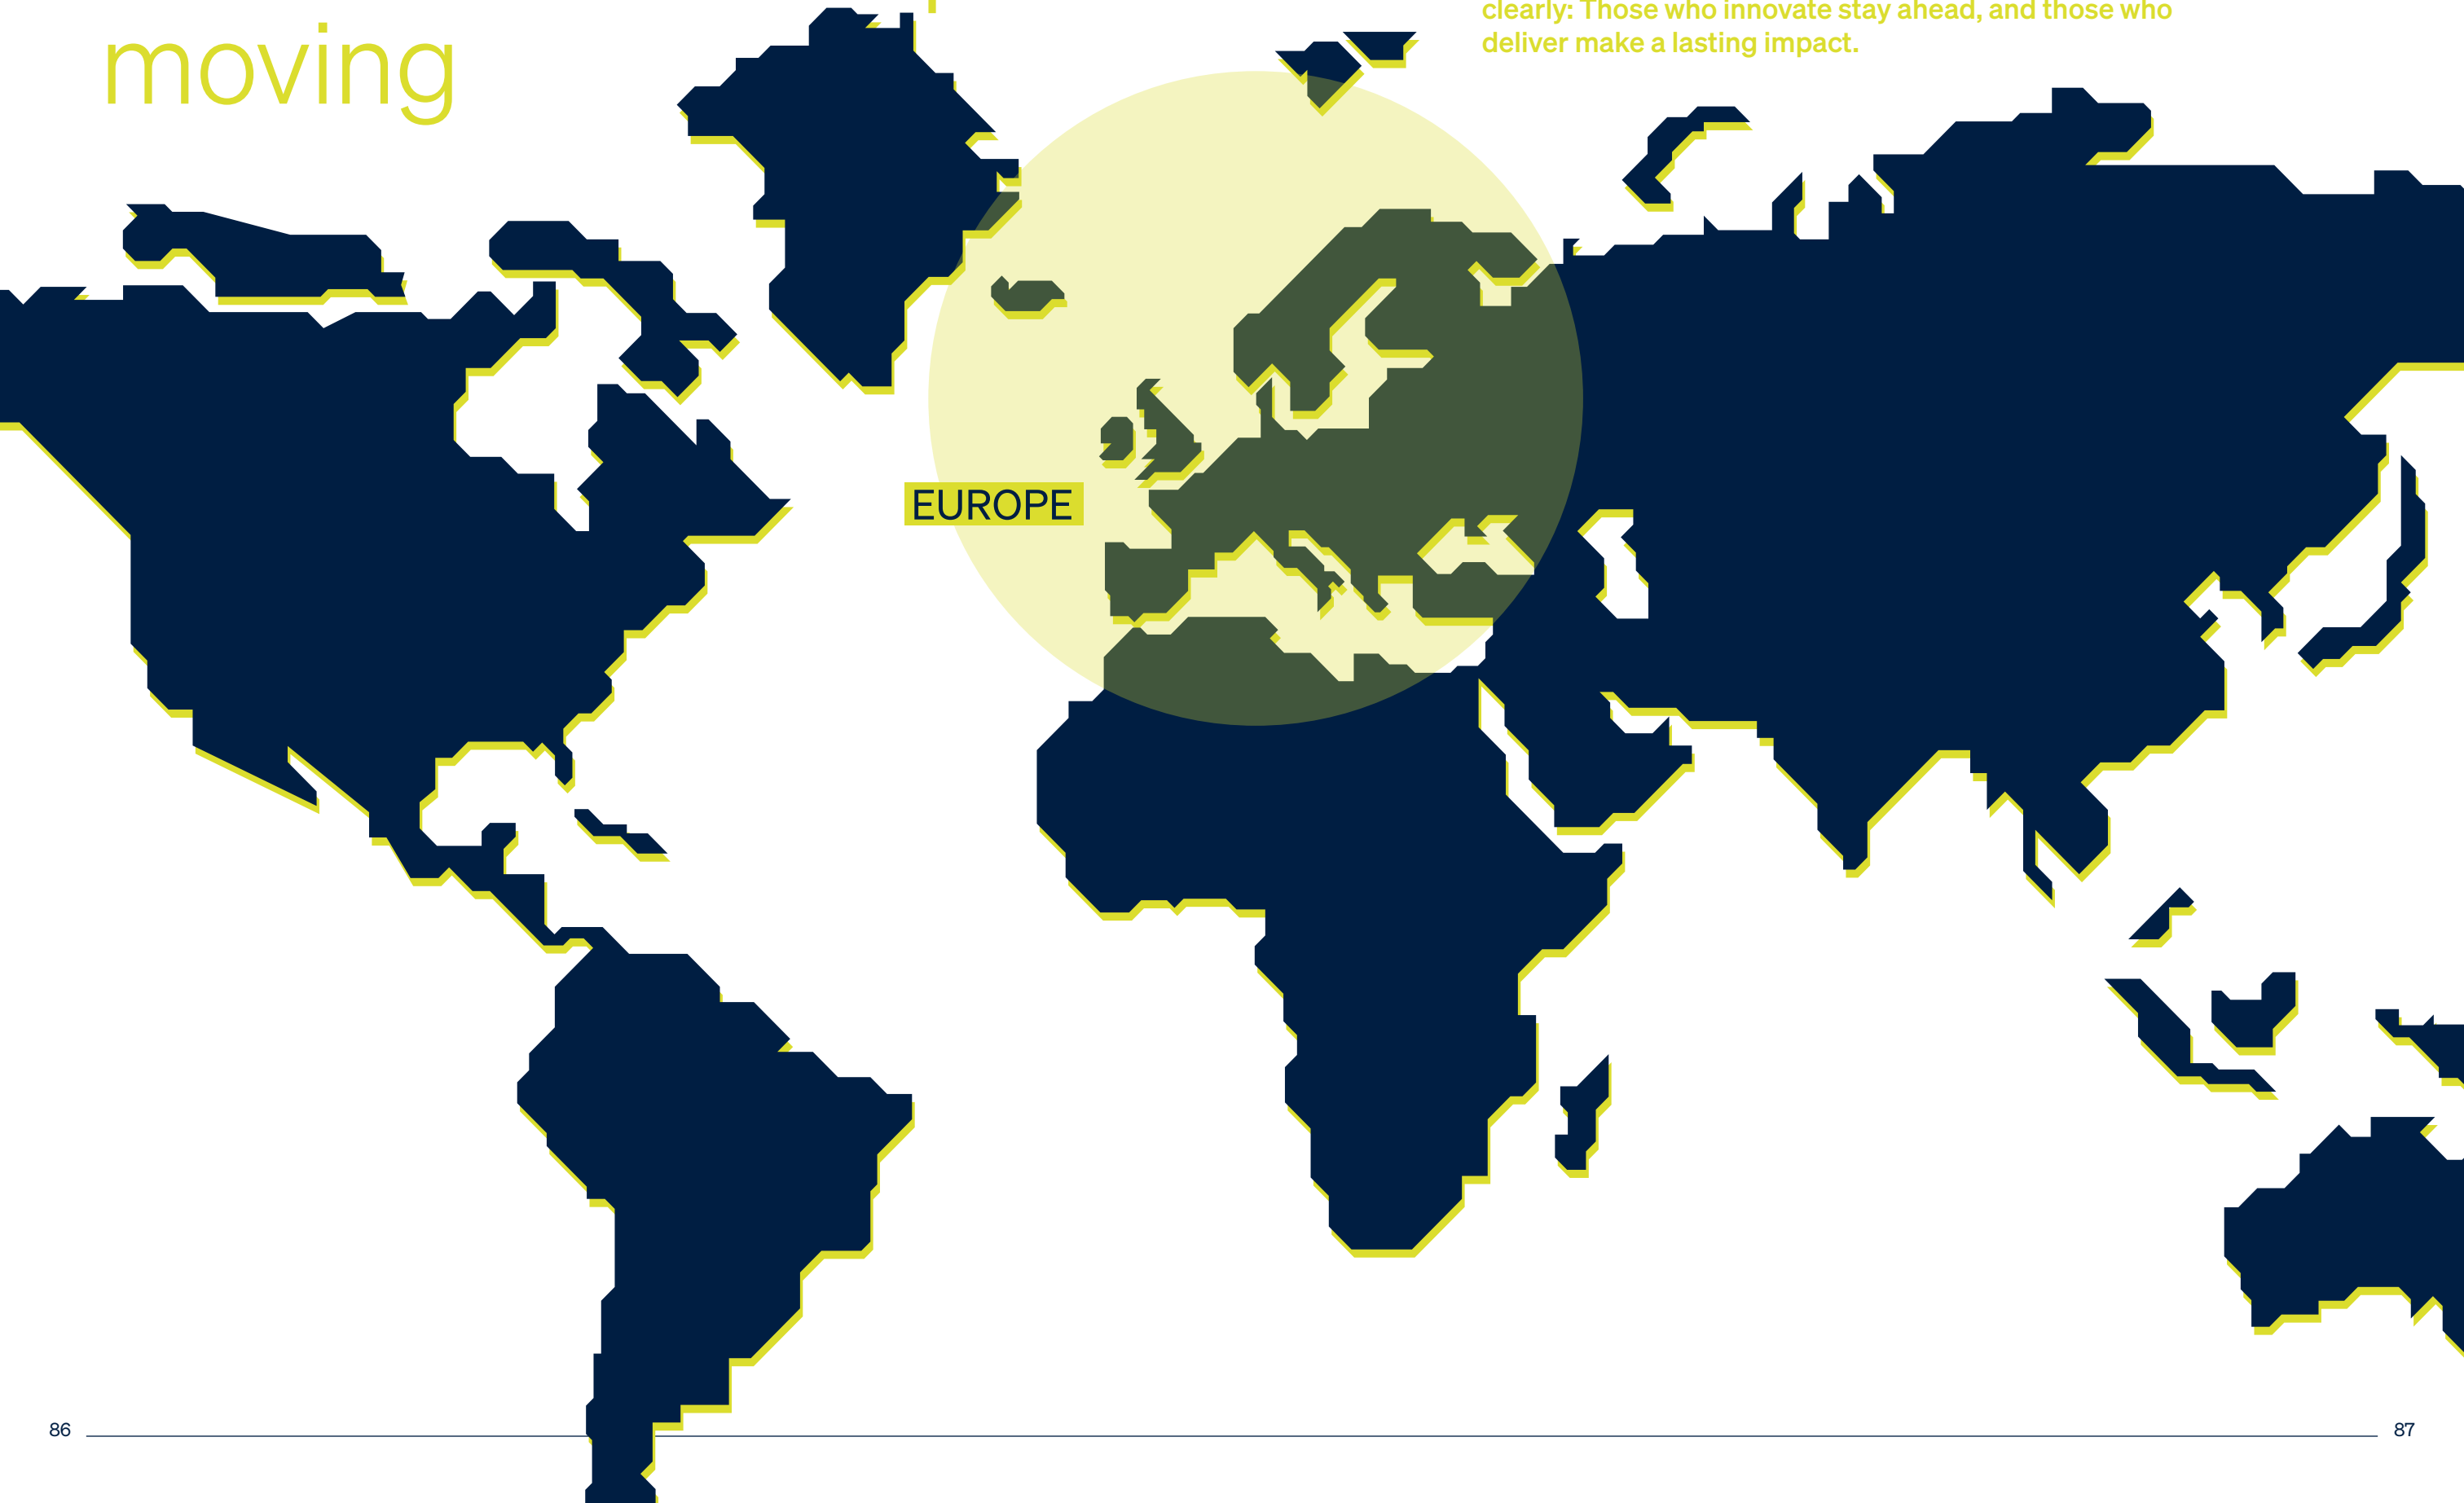 moving
clearly: Those who innovate stay ahead, and those who
deliver make a lasting impact.
EUROPE
86
87